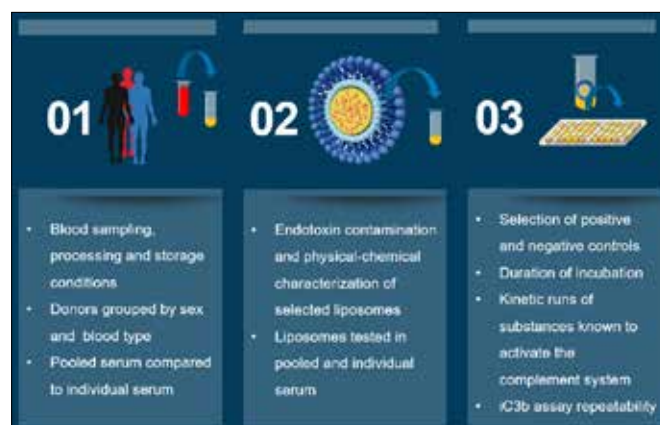 01
02
03
• Blood sampling,
processing and storage
conditions
• Donors grouped by sex
and blood type
• Pooled serum compared
to individual serum
• Endotoxin contamination
and physical-chemical
characterization of
selected liposomes
• Liposomes tested in
pooled and individual
serum
• Selection of positive
and negative controls
• Duration of incubation
• Kinetic runs of
substances known to
activate the
complement system
• iC3b assay repeatability